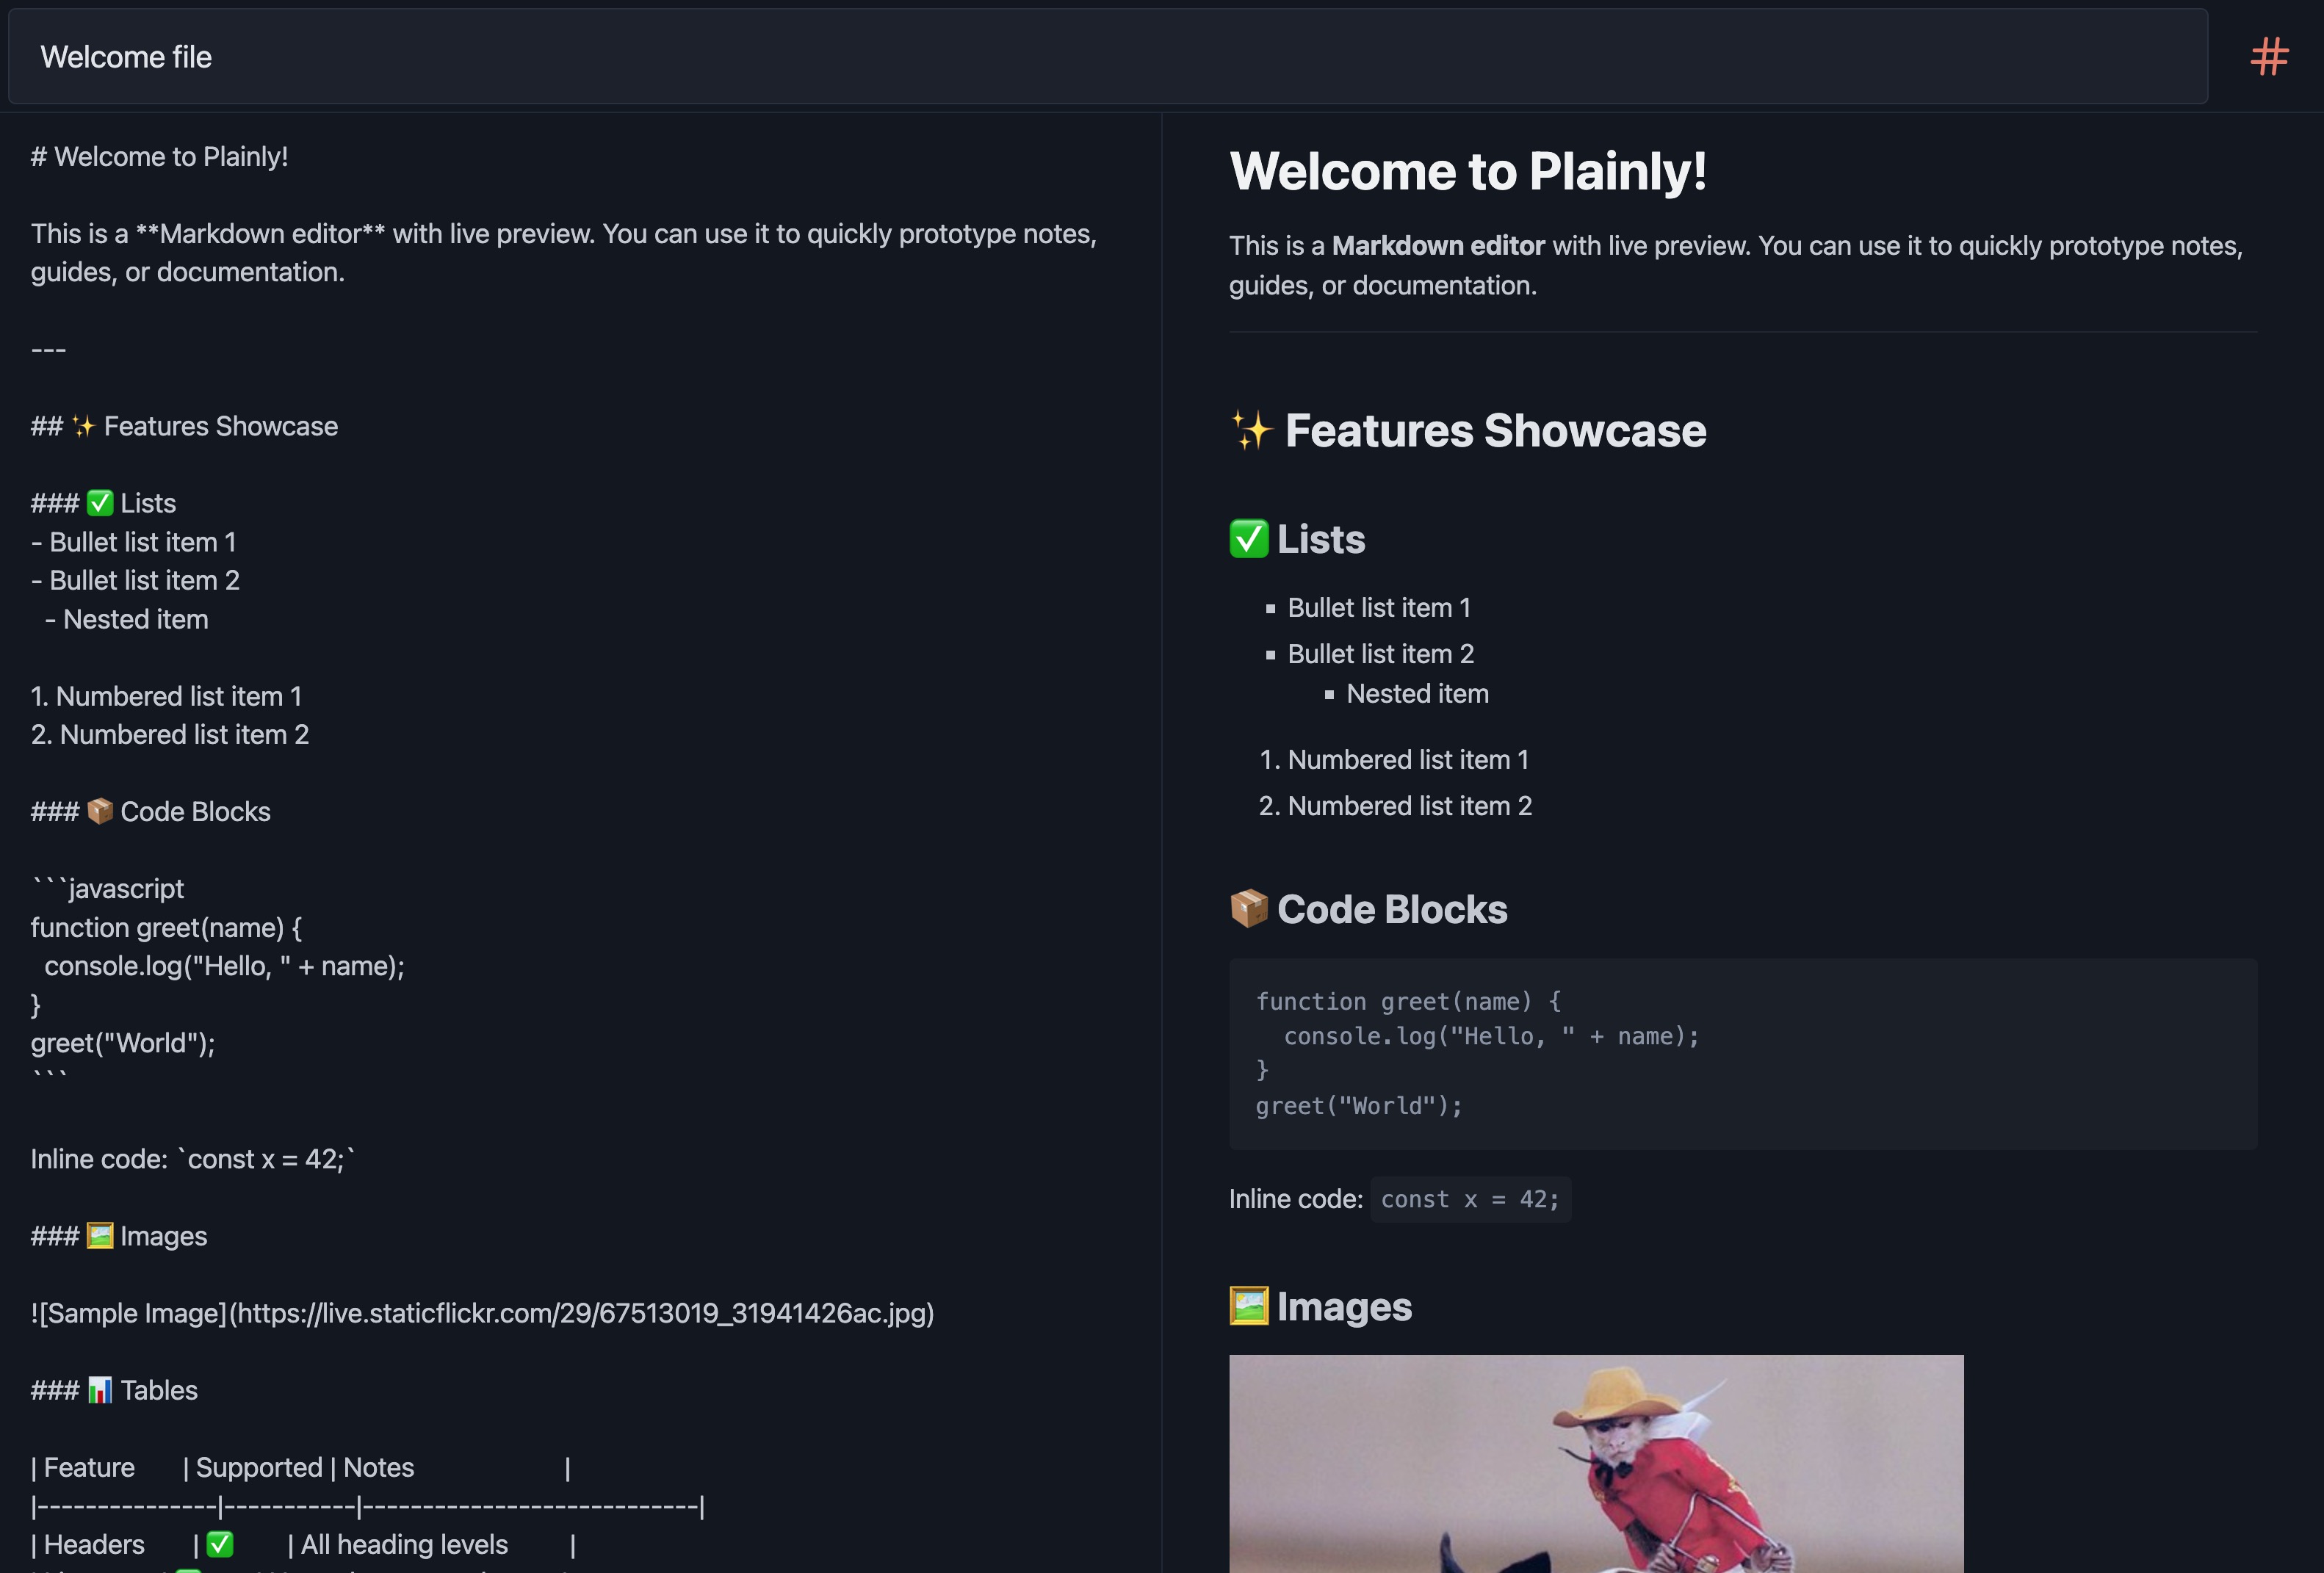 Welcome file
#
# Welcome to Plainly!
This is a **Markdown editor** with live preview. You can use it to quickly prototype notes,
guides, or documentation.
---
## ✨ Features Showcase
### ✅ Lists
- Bullet list item 1
- Bullet list item 2
  - Nested item
1. Numbered list item 1
2. Numbered list item 2
### 📦 Code Blocks
```javascript
function greet(name) {
  console.log("Hello, " + name);
}
greet("World");
```
Inline code: `const x = 42;`
### 🖼️ Images
![Sample Image](https://live.staticflickr.com/29/67513019_31941426ac.jpg)
### 📊 Tables
| Feature       | Supported | Notes                      |
|---------------|-----------|----------------------------|
| Headers       | ✅        | All heading levels         |
Welcome to Plainly!
This is a Markdown editor with live preview. You can use it to quickly prototype notes,
guides, or documentation.
✨ Features Showcase
✅ Lists
▪ Bullet list item 1
▪ Bullet list item 2
▪ Nested item
1. Numbered list item 1
2. Numbered list item 2
📦 Code Blocks
function greet(name) {
  console.log("Hello, " + name);
}
greet("World");
Inline code: const x = 42;
🖼️ Images